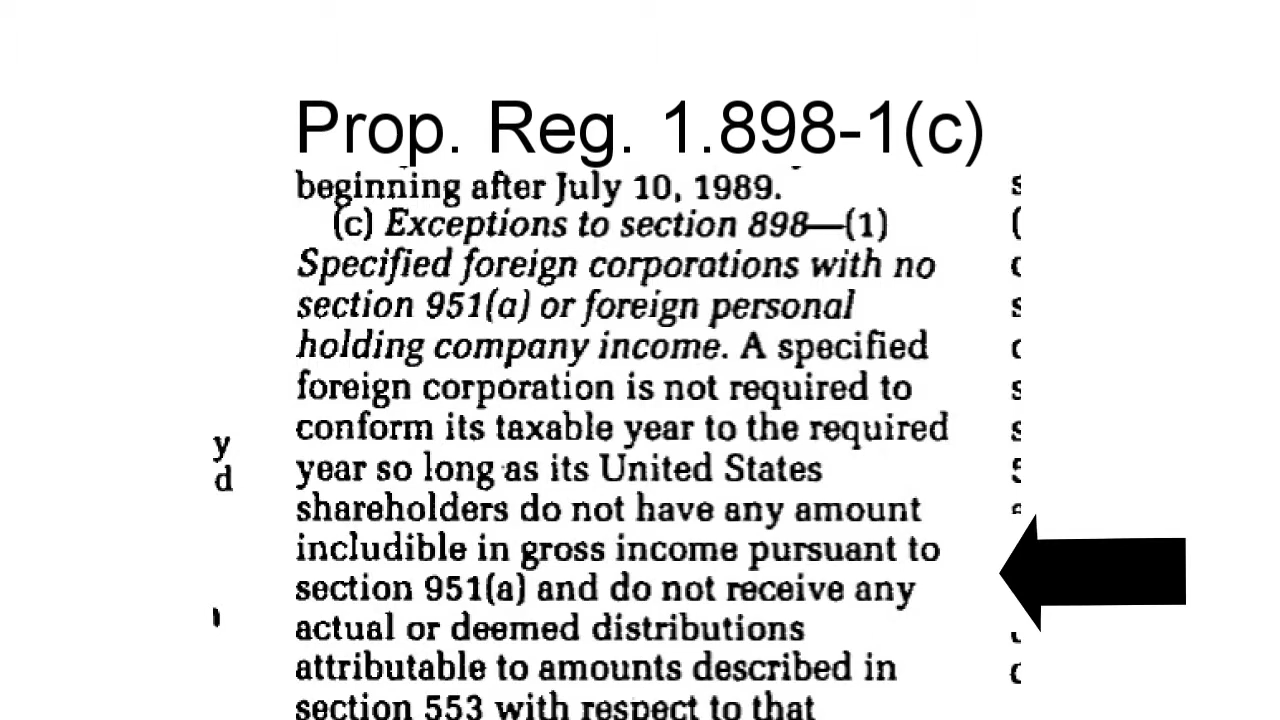 Prop. Reg. 1.898-1(c)
beginning after July 10, 1989.
(c) Exceptions to section 898—(1)
Specified foreign corporations with no
section 951(a) or foreign personal
holding company income. A specified
foreign corporation is not required to
conform its taxable year to the required
year so long as its United States
shareholders do not have any amount
includible in gross income pursuant to
section 951(a) and do not receive any
actual or deemed distributions
attributable to amounts described in
section 553 with respect to that
y
d